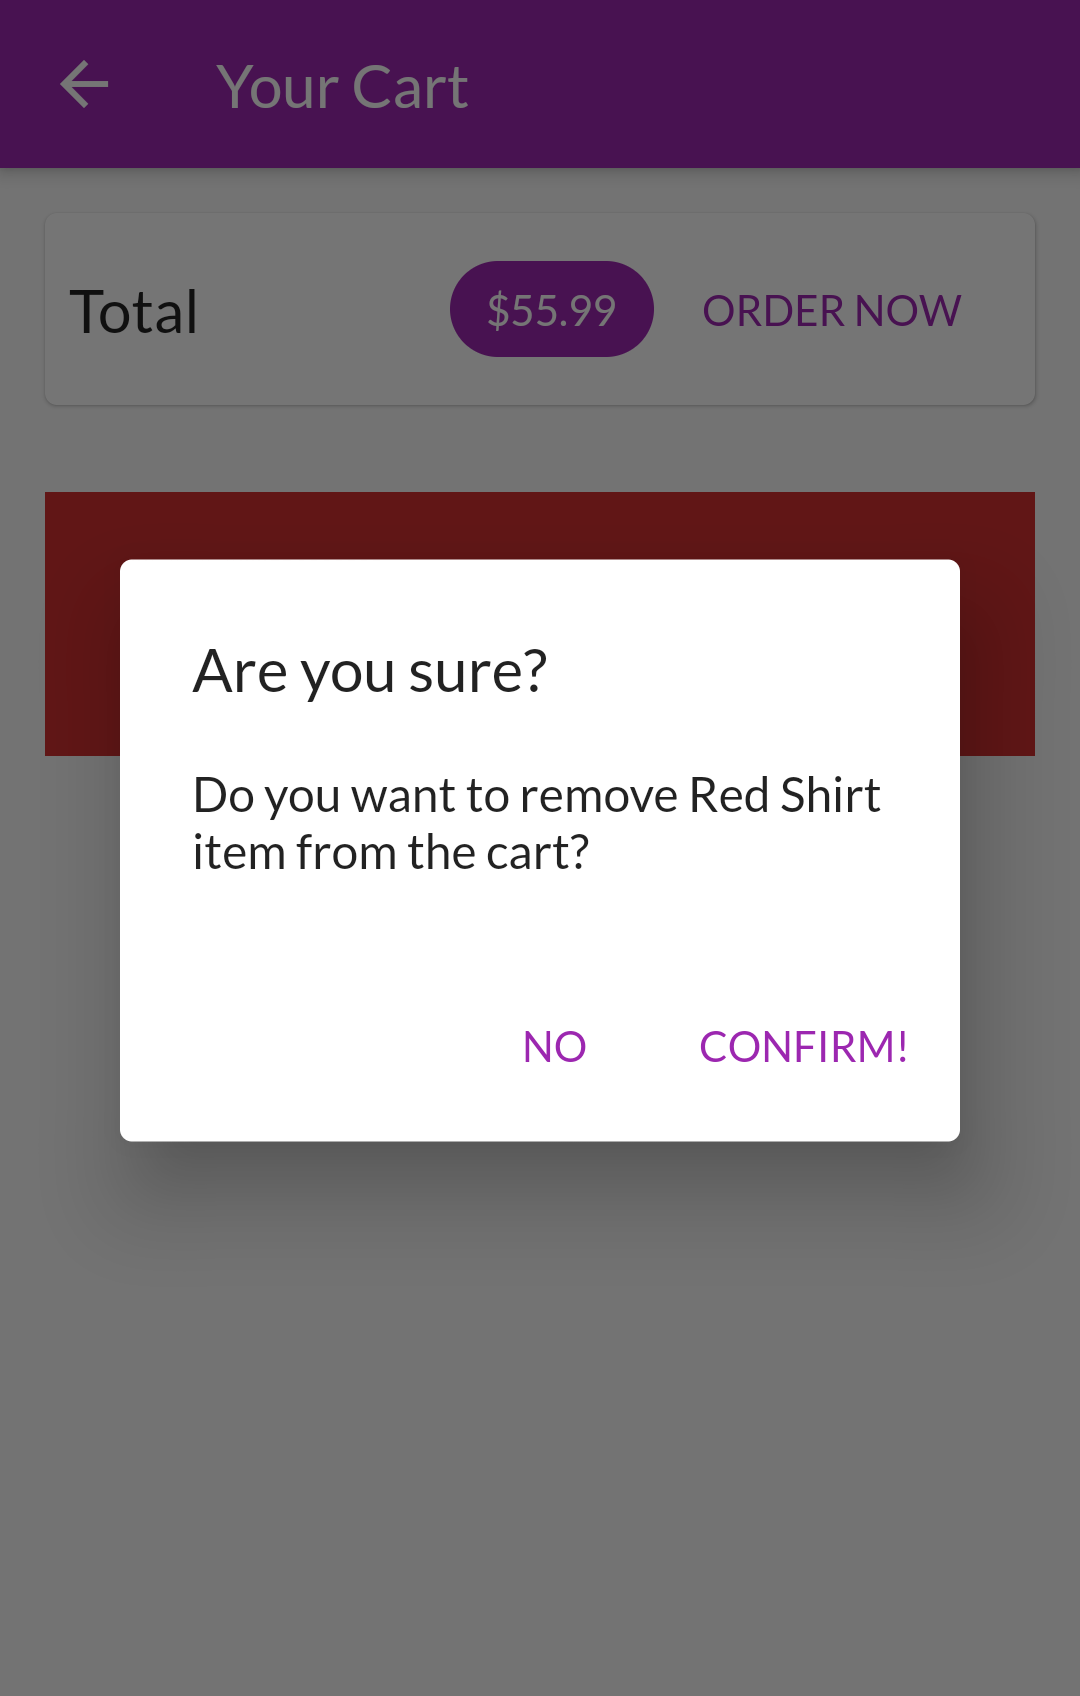 Your Cart
Total
$55.99
ORDER NOW
Are you sure?
Do you want to remove Red Shirt
item from the cart?
NO
CONFIRM!